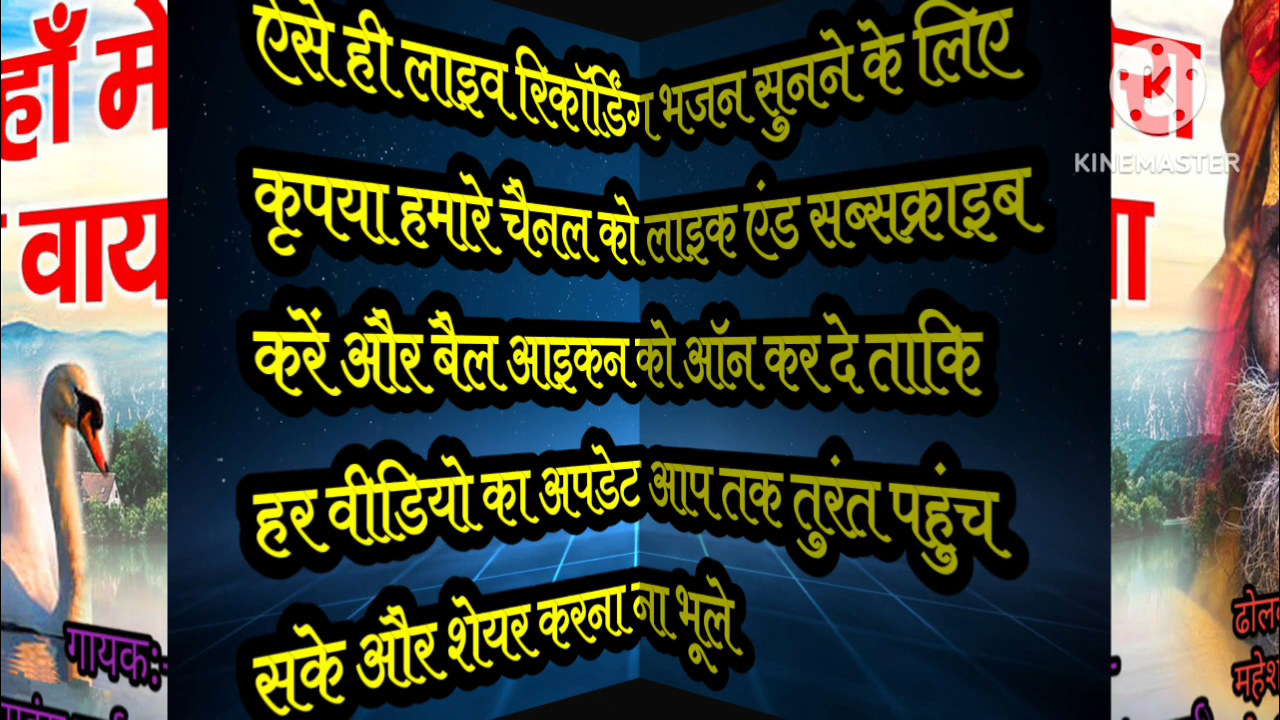 ऐसे ही लाइव रिकॉर्डिंग भजन सुनने के लिए
कृपया हमारे चैनल को लाइक एंड सब्सक्राइब
करें और बैल आइकन को ऑन कर दे ताकि
हर वीडियो का अपडेट आप तक तुरंत पहुंच
सके और शेयर करना ना भूले
KINEMASTER
गायकः-